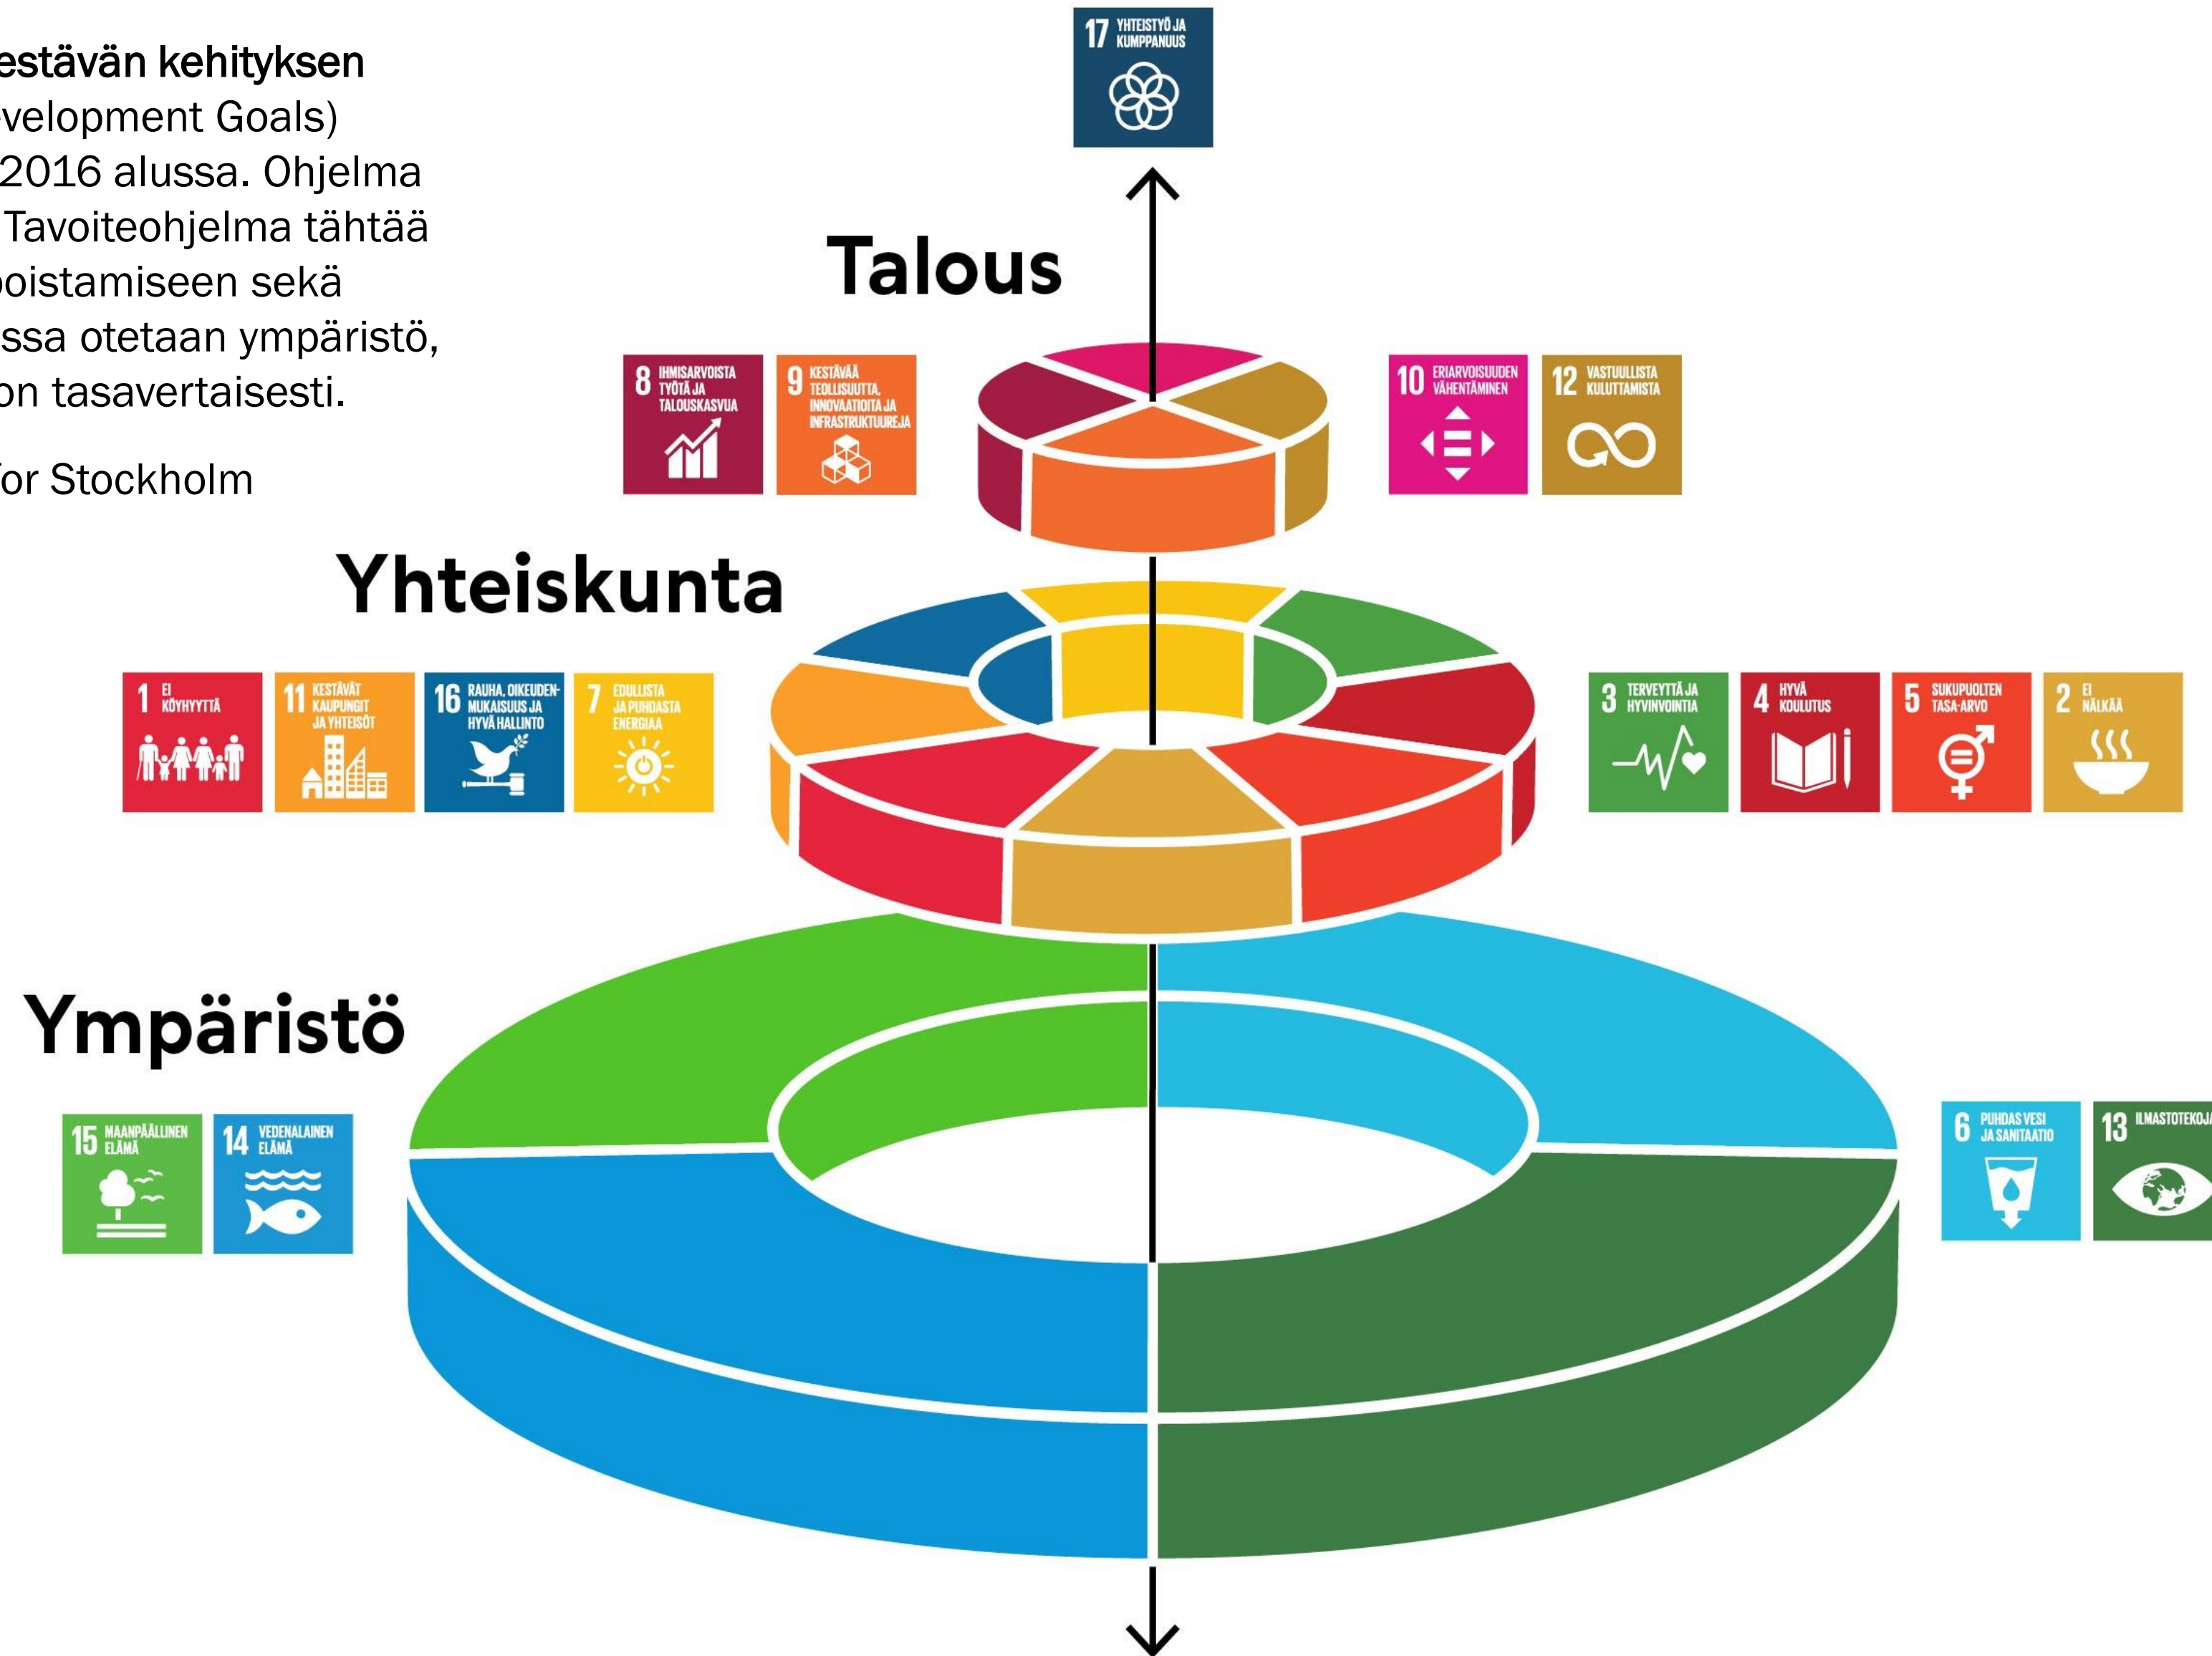 estävän kehityksen
velopment Goals)
2016 alussa. Ohjelma
Tavoiteohjelma tähtää
oistamiseen sekä
ssa otetaan ympäristö,
on tasavertaisesti.
or Stockholm
17 YHTEISTYÖ JA
KUMPPANUUS
Talous
8 IHMISARVOISTA
TYÖTÄ JA
TALOUSKASVUA
9 KESTÄVÄÄ
TEOLLISUUTTA,
INNOVAATIOITA JA
INFRASTRUKTUUREJA
10 ERIARVOISUUDEN
VÄHENTÄMINEN
12 VASTUULLISTA
KULUTTAMISTA
Yhteiskunta
1 EI
KÖYHYYTTÄ
11 KESTÄVÄT
KAUPUNGIT
JA YHTEISÖT
16 RAUHA, OIKEUDEN-
MUKAISUUS JA
HYVÄ HALLINTO
7 EDULLISTA
JA PUHDASTA
ENERGIAA
3 TERVEYTTÄ JA
HYVINVOINTIA
4 HYVÄ
KOULUTUS
5 SUKUPUOLTEN
TASA-ARVO
2 EI
NÄLKÄÄ
Ympäristö
15 MAANPÄÄLLINEN
ELÄMÄ
14 VEDENALAINEN
ELÄMÄ
6 PUHDAS VESI
JA SANITAATIO
13 ILMASTOTEKOJA